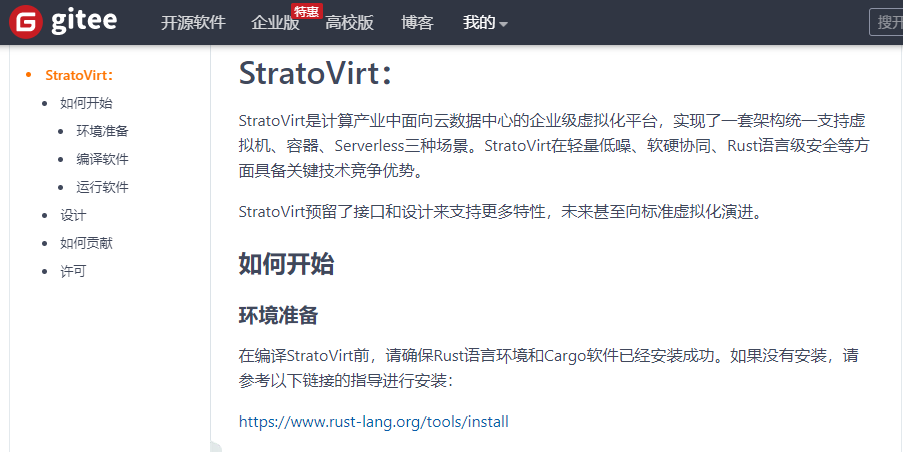 gitee 开源软件 企业版 特惠 高校版 博客 我的
StratoVirt：
如何开始
环境准备
编译软件
运行软件
设计
如何贡献
许可
StratoVirt：
StratoVirt是计算产业中面向云数据中心的企业级虚拟化平台，实现了一套架构统一支持虚
拟机、容器、Serverless三种场景。StratoVirt在轻量低噪、软硬协同、Rust语言级安全等方
面具备关键技术竞争优势。
StratoVirt预留了接口和设计来支持更多特性，未来甚至向标准虚拟化演进。
如何开始
环境准备
在编译StratoVirt前，请确保Rust语言环境和Cargo软件已经安装成功。如果没有安装，请
参考以下链接的指导进行安装：
https://www.rust-lang.org/tools/install